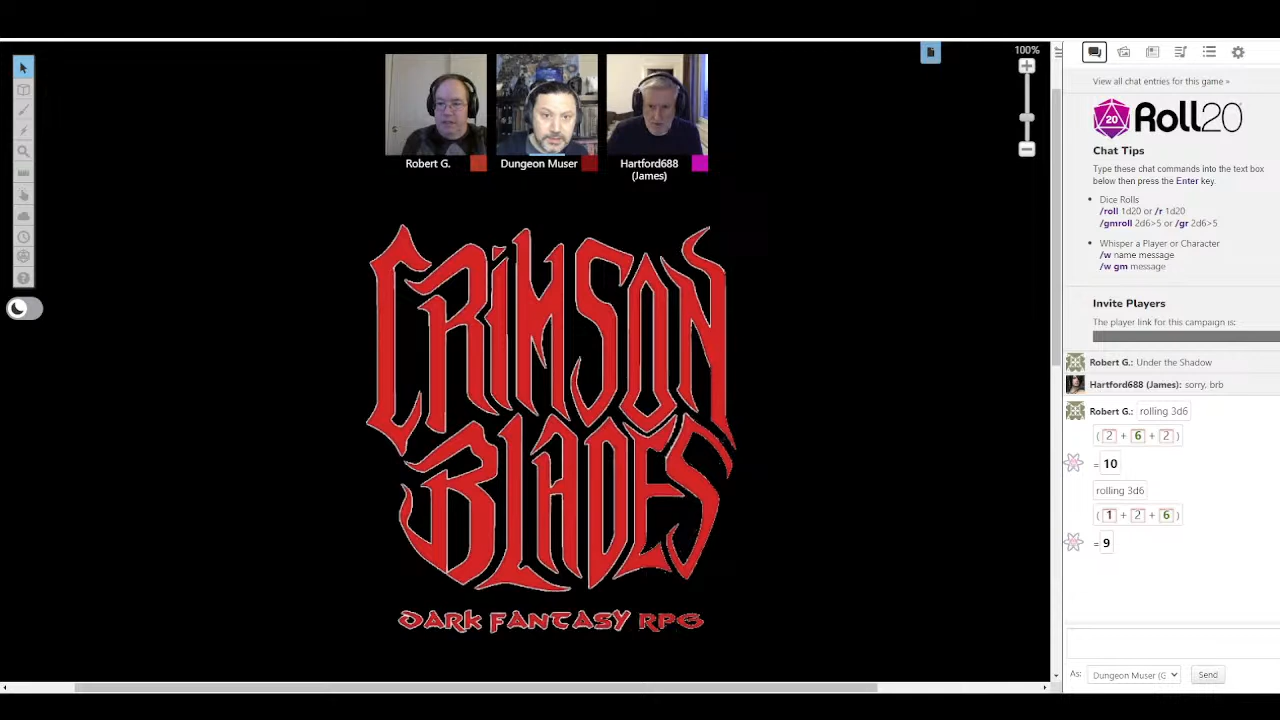 100%
View all chat entries for this game »
20 Roll20
Chat Tips
Type these chat commands into the text box
below then press the Enter key.
Dice Rolls
/roll 1d20 or /r 1d20
/gmroll 2d6>5 or /gr 2d6>5
Whisper a Player or Character
/w name message
/w gm message
Invite Players
The player link for this campaign is:
Robert G.: Under the Shadow
Hartford688 (James): sorry, brb
Robert G.: rolling 3d6
( 2 + 6 + 2 )
= 10
rolling 3d6
( 1 + 2 + 6 )
= 9
As: Dungeon Muser (G Send
Robert G.
Dungeon Muser
Hartford688
(James)
CRIMSON
BLADES
DARK FANTASY RPG